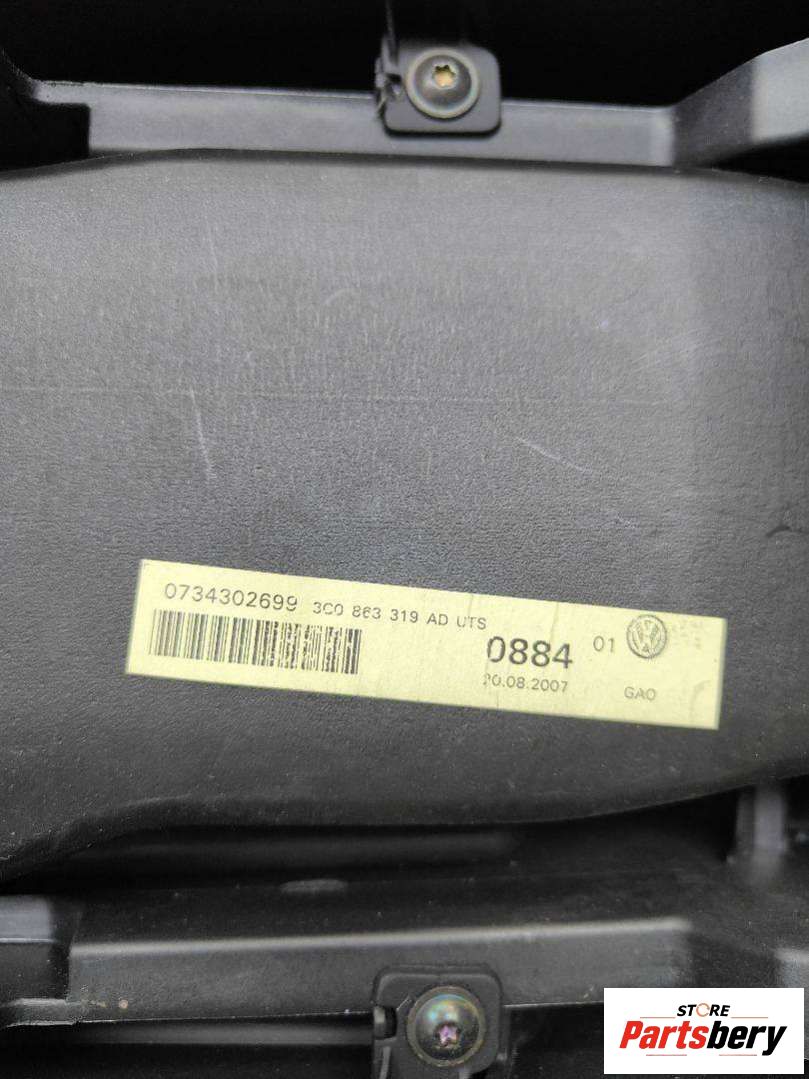 0734302699 3C0 863 319 AD UTS
0884 01
20.08.2007 GAO
STORE
Partsbery